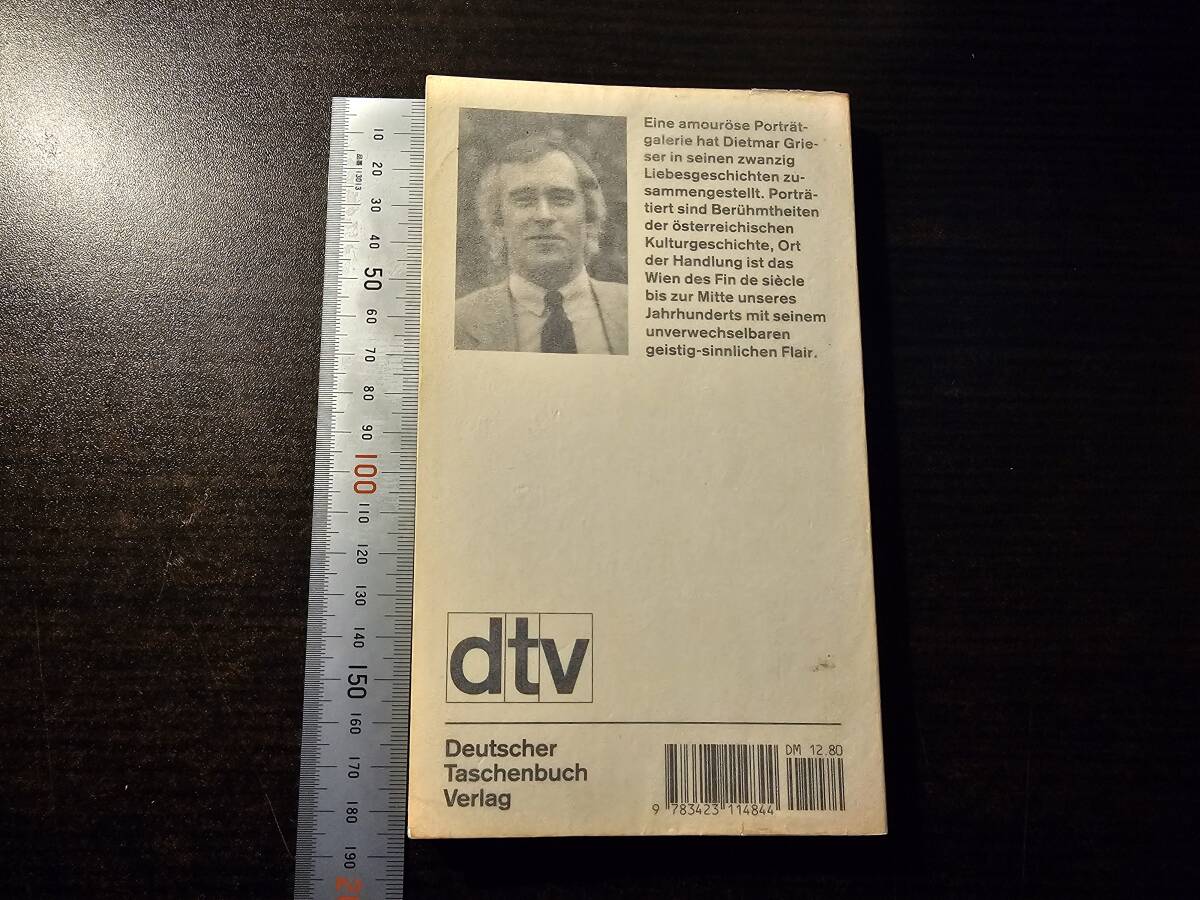 Eine amouröse Porträt-
galerie hat Dietmar Grie-
ser in seinen zwanzig
Liebesgeschichten zu-
sammengestellt. Porträ-
tiert sind Berühmtheiten
der österreichischen
Kulturgeschichte, Ort
der Handlung ist das
Wien des Fin de siècle
bis zur Mitte unseres
Jahrhunderts mit seinem
unverwechselbaren
geistig-sinnlichen Flair.
dtv
Deutscher
Taschenbuch
Verlag
DM 12.80
9 783423 114844
10
20
30
40
50
60
70
80
90
100
110
120
130
140
150
160
170
180
190
品番 13013